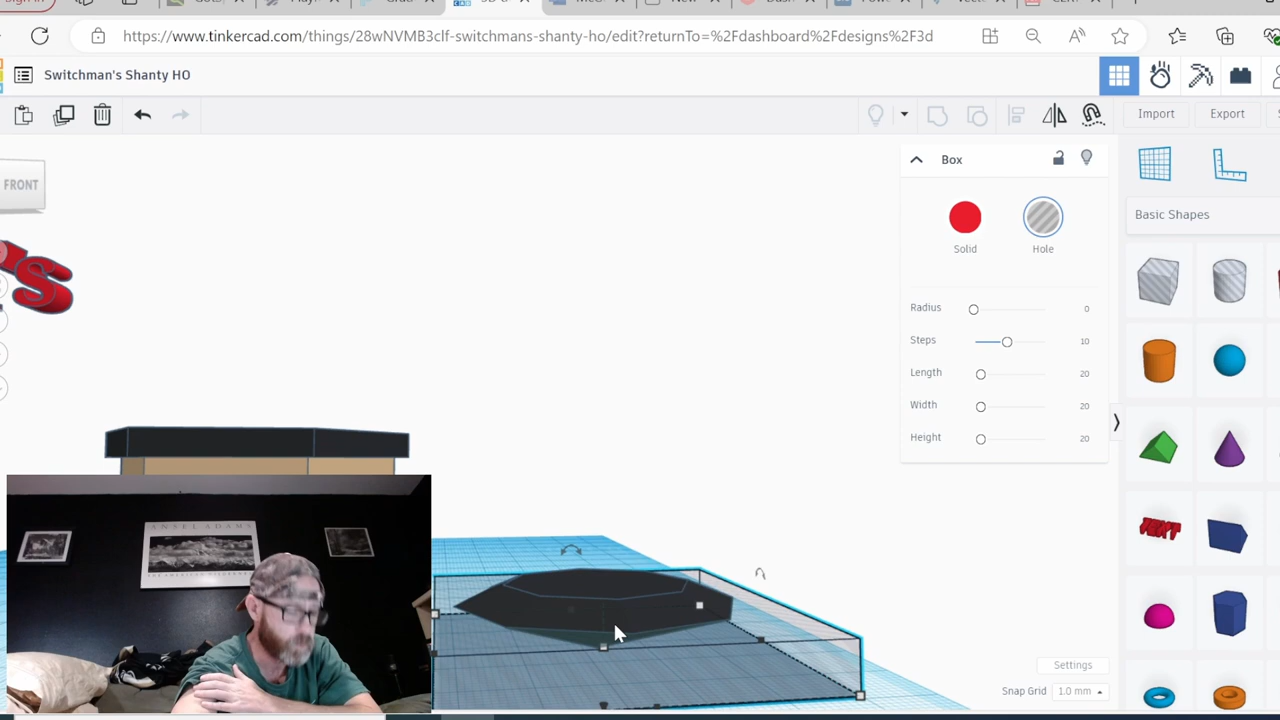 https://www.tinkercad.com/things/28wNVMB3clf-switchmans-shanty-ho/edit?returnTo=%2Fdashboard%2Fdesigns%2F3d
Switchman's Shanty HO
Import
Export
FRONT
Box
Solid
Hole
Radius 0
Steps 10
Length 20
Width 20
Height 20
Basic Shapes
'S
TEXT
ANSEL ADAMS
Settings
Snap Grid 1.0 mm